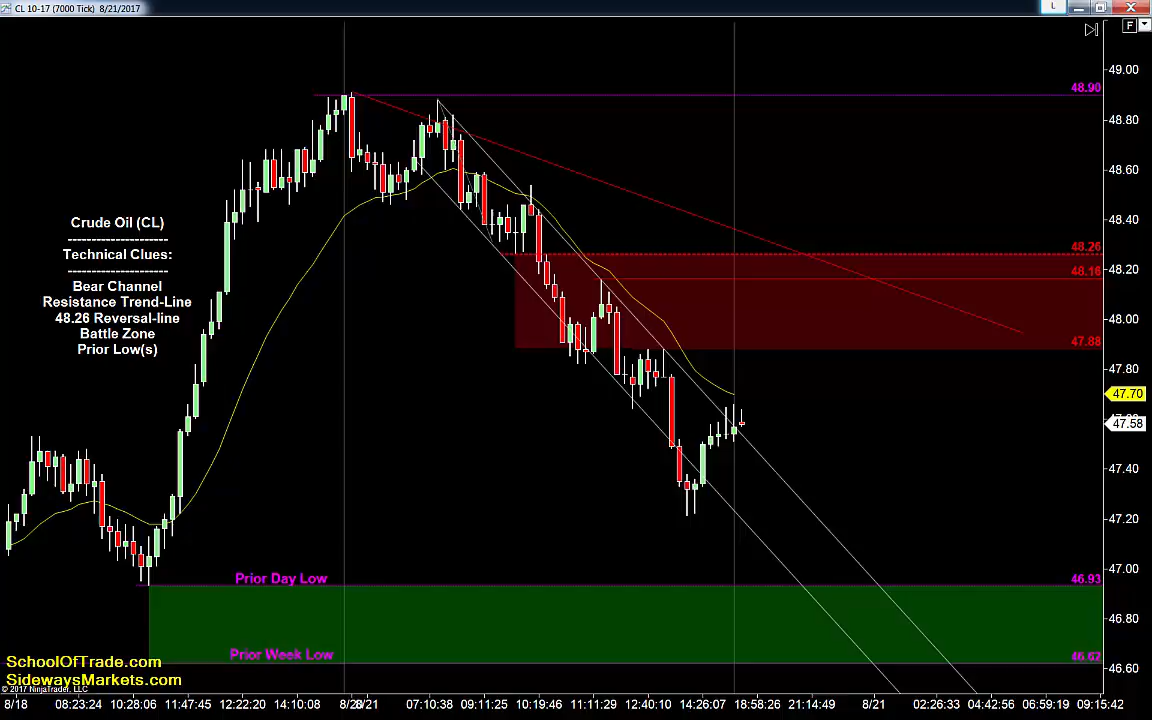 CL 10-17 (7000 Tick) 8/21/2017
L
F
49.00
48.90
48.80
48.60
Crude Oil (CL)
--------------------
Technical Clues:
--------------------
Bear Channel
Resistance Trend-Line
48.26 Reversal-line
Battle Zone
Prior Low(s)
48.40
48.26
48.20
48.16
48.00
47.88
47.80
47.70
47.58
47.40
47.20
47.00
Prior Day Low
46.93
46.80
Prior Week Low
46.62
46.60
SchoolOfTrade.com
SidewaysMarkets.com
© 2017 NinjaTrader, LLC
8/18 08:23:24 10:28:06 11:47:45 12:22:20 14:10:08 8/21 07:10:38 09:11:25 10:19:46 11:11:29 12:40:10 14:26:07 18:58:26 21:14:49 8/21 02:26:33 04:42:56 06:59:19 09:15:42